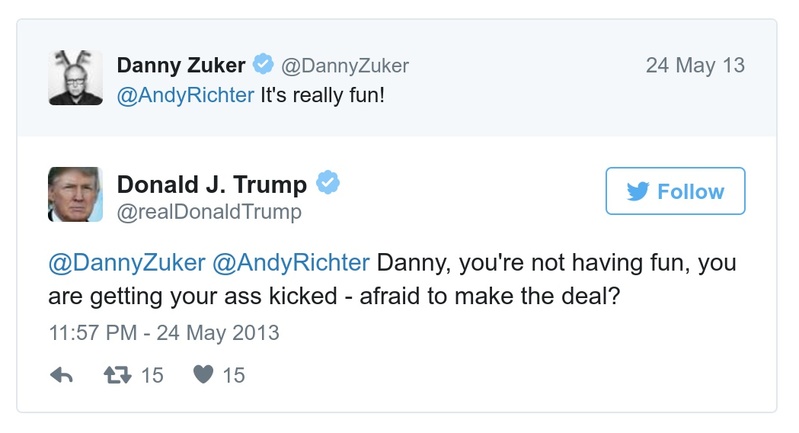 Danny Zuker @DannyZuker 24 May 13
@AndyRichter It's really fun!
Donald J. Trump
Follow
@realDonaldTrump
@DannyZuker @AndyRichter Danny, you're not having fun, you
are getting your ass kicked - afraid to make the deal?
11:57 PM - 24 May 2013
15 15